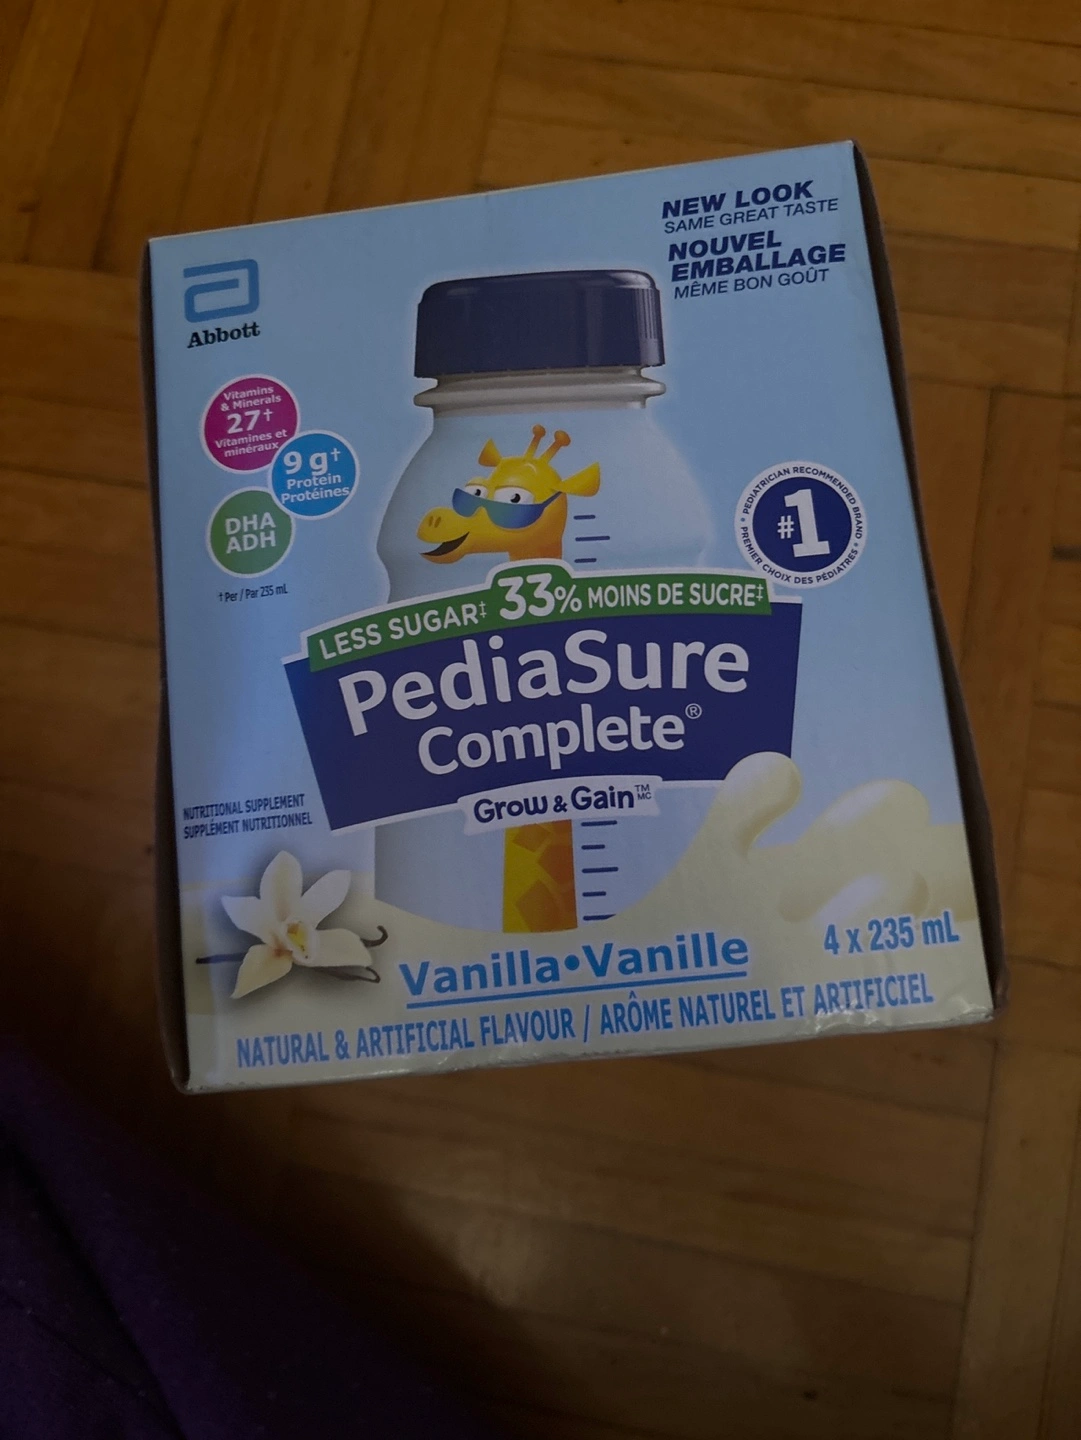 NEW LOOK
SAME GREAT TASTE
NOUVEL
EMBALLAGE
MÊME BON GOÛT
Abbott
Vitamins
& Minerals
27†
Vitamines et
minéraux
9 g†
Protein
Protéines
DHA
ADH
† Per / Par 235 mL
PEDIATRICIAN RECOMMENDED BRAND
#1
PREMIER CHOIX DES PÉDIATRES
LESS SUGAR‡ 33% MOINS DE SUCRE‡
PediaSure
Complete®
Grow & Gain TM MC
NUTRITIONAL SUPPLEMENT
SUPPLÉMENT NUTRITIONNEL
4 x 235 mL
Vanilla•Vanille
NATURAL & ARTIFICIAL FLAVOUR / ARÔME NATUREL ET ARTIFICIEL